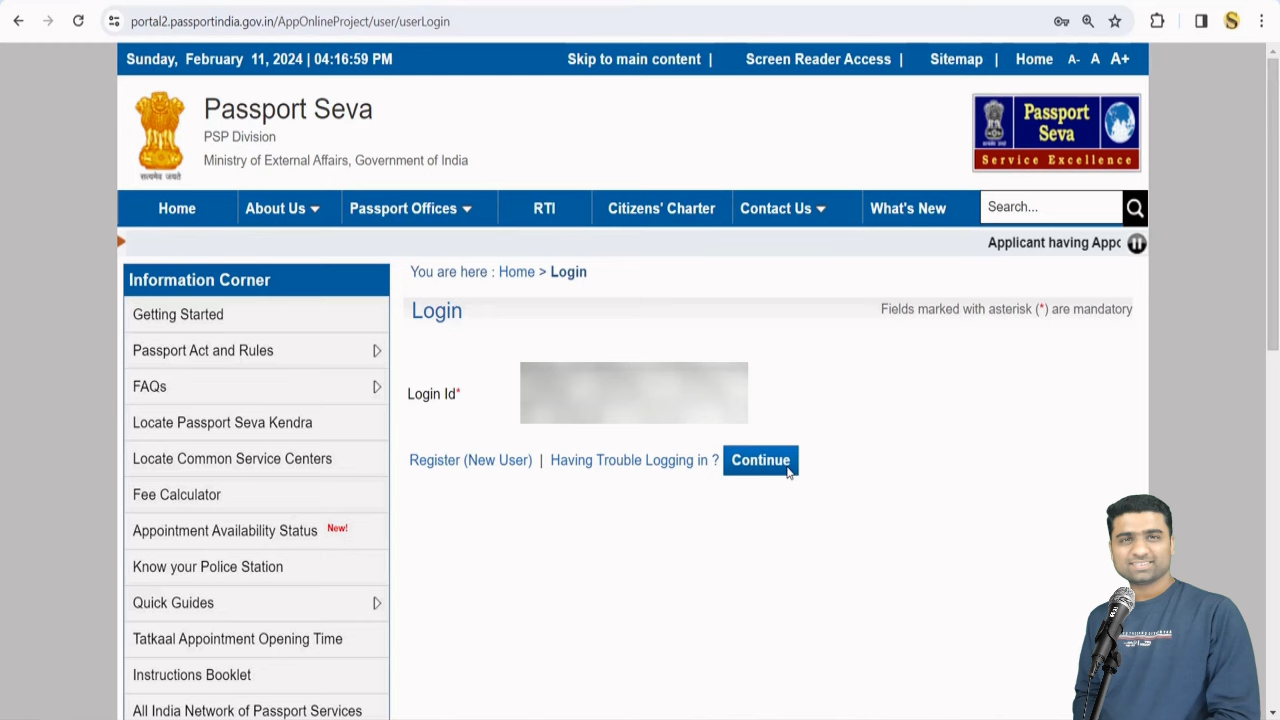 portal2.passportindia.gov.in/AppOnlineProject/user/userLogin
S
Sunday, February 11, 2024 | 04:16:59 PM
Skip to main content |
Screen Reader Access |
Sitemap |
Home
A-
A
A+
Passport Seva
PSP Division
Ministry of External Affairs, Government of India
सत्यमेव जयते
Passport
Seva
Service Excellence
Home
About Us
Passport Offices
RTI
Citizens' Charter
Contact Us
What's New
Search...
Applicant having Appo
Information Corner
Getting Started
Passport Act and Rules
FAQs
Locate Passport Seva Kendra
Locate Common Service Centers
Fee Calculator
Appointment Availability Status New!
Know your Police Station
Quick Guides
Tatkaal Appointment Opening Time
Instructions Booklet
All India Network of Passport Services
You are here : Home > Login
Login
Fields marked with asterisk (*) are mandatory
Login Id*
Register (New User) | Having Trouble Logging in ? Continue